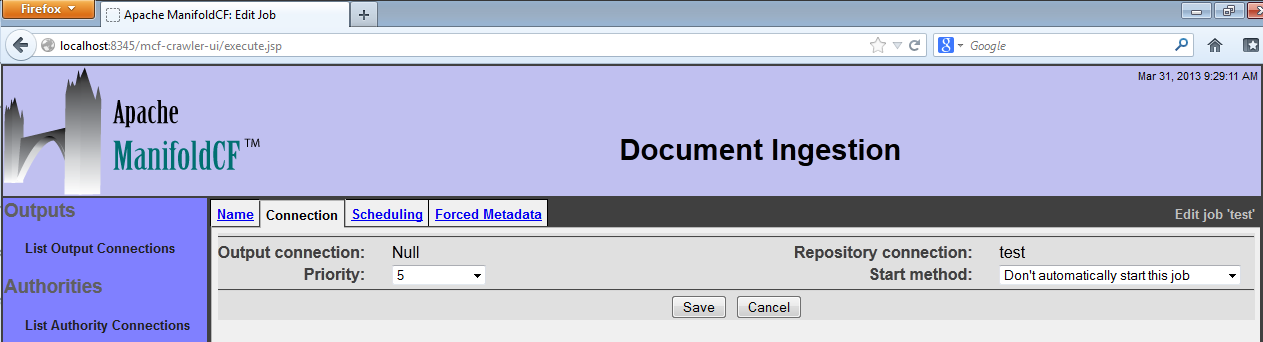 Firefox
Apache ManifoldCF: Edit Job
+
localhost:8345/mcf-crawler-ui/execute.jsp
8 Google
Mar 31, 2013 9:29:11 AM
Apache
ManifoldCF™
Document Ingestion
Outputs
List Output Connections
Authorities
List Authority Connections
Name Connection Scheduling Forced Metadata Edit job 'test'
Output connection: Null Repository connection: test
Priority: 5 Start method: Don't automatically start this job
Save Cancel